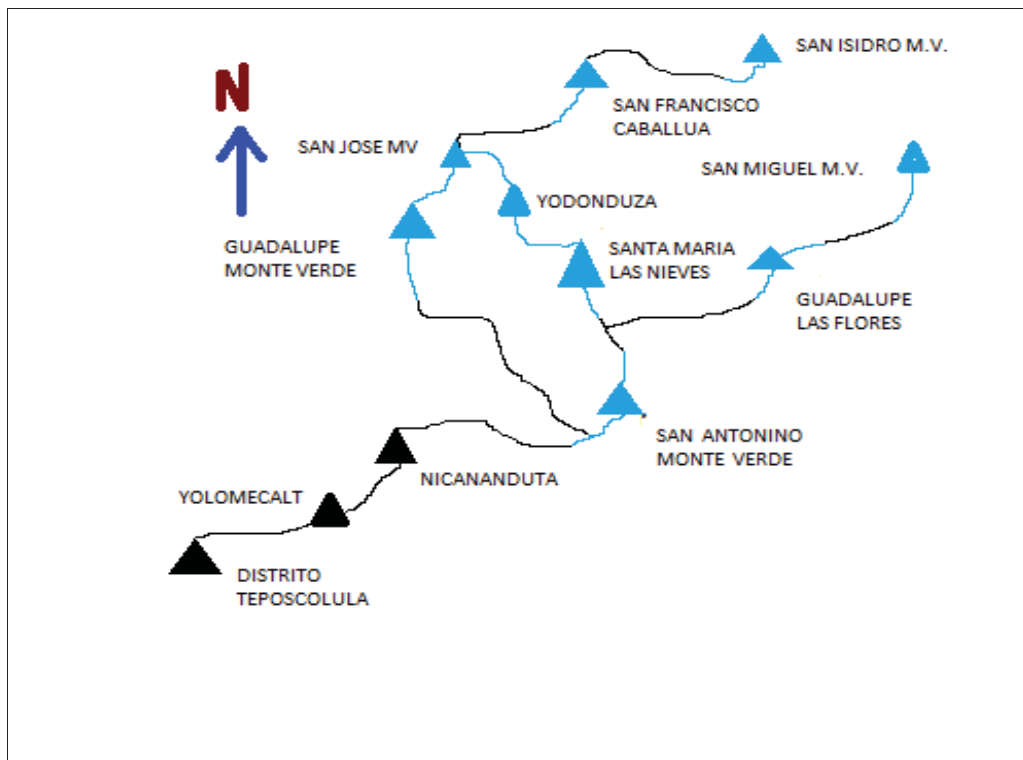 N
SAN ISIDRO M.V.
SAN FRANCISCO
CABALLUA
SAN JOSE MV
SAN MIGUEL M.V.
YODONDUZA
GUADALUPE
MONTE VERDE
SANTA MARIA
LAS NIEVES
GUADALUPE
LAS FLORES
SAN ANTONINO
MONTE VERDE
NICANANDUTA
YOLOMECALT
DISTRITO
TEPOSCOLULA